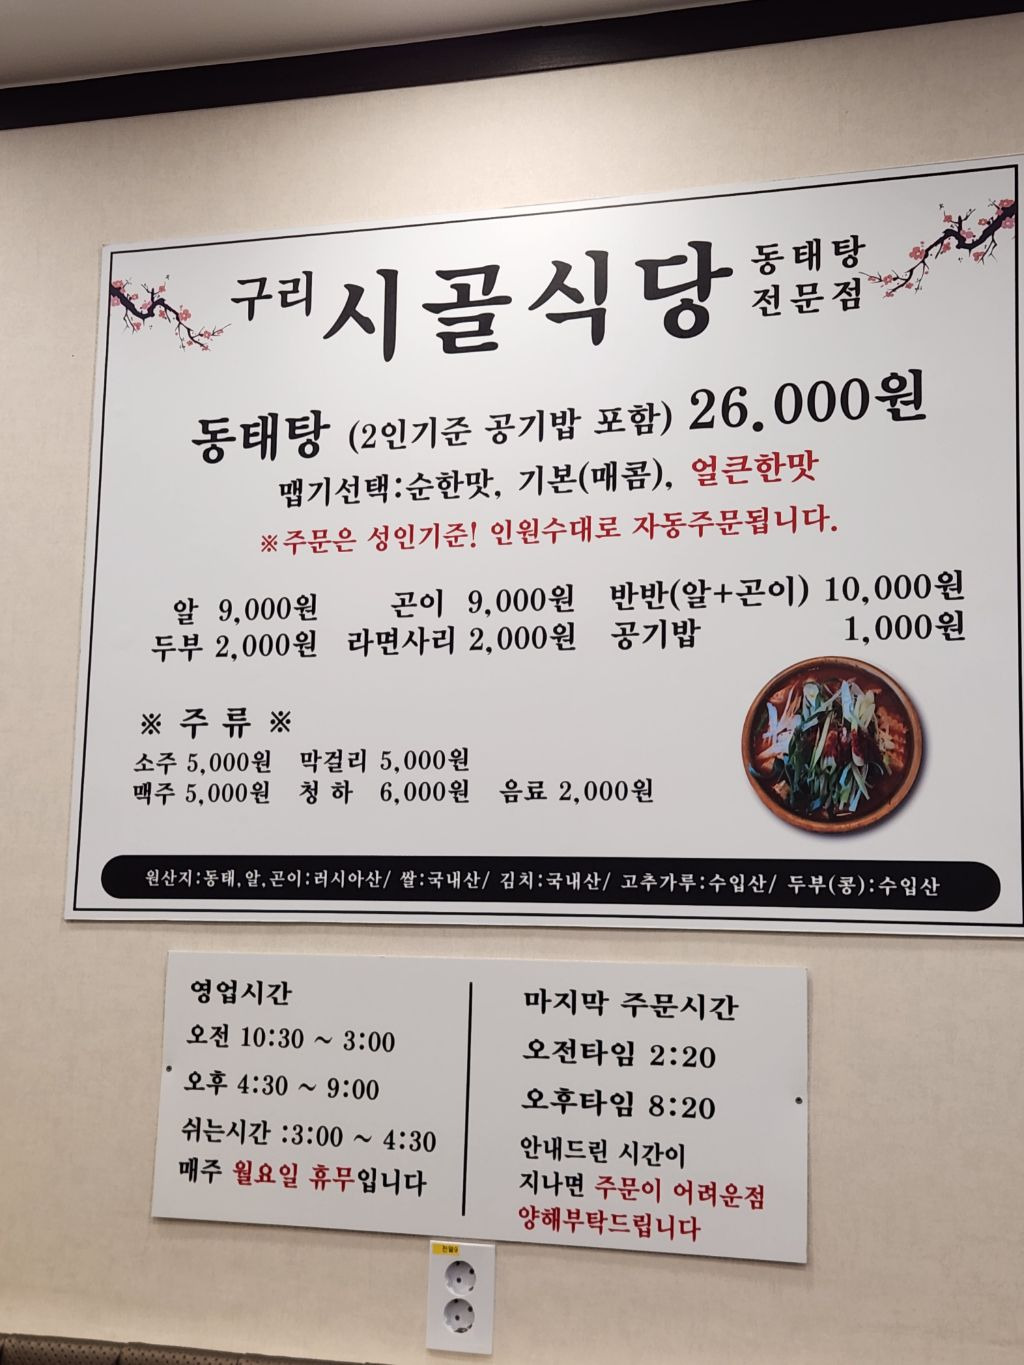 구리 시골식당 동태탕
전문점
동태탕 (2인기준 공기밥 포함) 26.000원
맵기선택:순한맛, 기본(매콤), 얼큰한맛
※주문은 성인기준! 인원수대로 자동주문됩니다.
알 9,000원 곤이 9,000원 반반(알+곤이) 10,000원
두부 2,000원 라면사리 2,000원 공기밥 1,000원
※ 주 류 ※
소주 5,000원 막걸리 5,000원
맥주 5,000원 청 하 6,000원 음료 2,000원
원산지:동태,알,곤이:러시아산/ 쌀:국내산/ 김치:국내산/ 고추가루:수입산/ 두부(콩):수입산
영업시간
오전 10:30 ~ 3:00
오후 4:30 ~ 9:00
쉬는시간 :3:00 ~ 4:30
매주 월요일 휴무입니다
마지막 주문시간
오전타임 2:20
오후타임 8:20
안내드린 시간이
지나면 주문이 어려운점
양해부탁드립니다